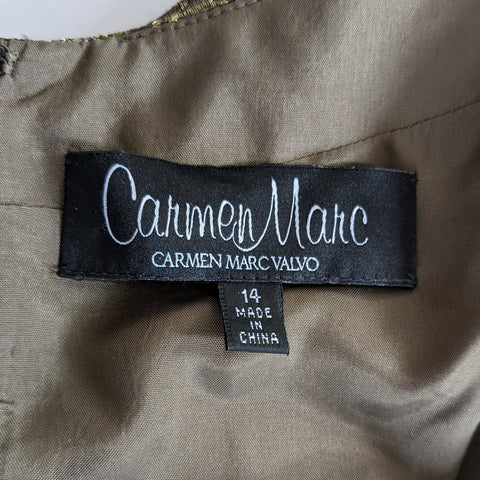 Carmen Marc
CARMEN MARC VALVO
14
MADE
IN
CHINA